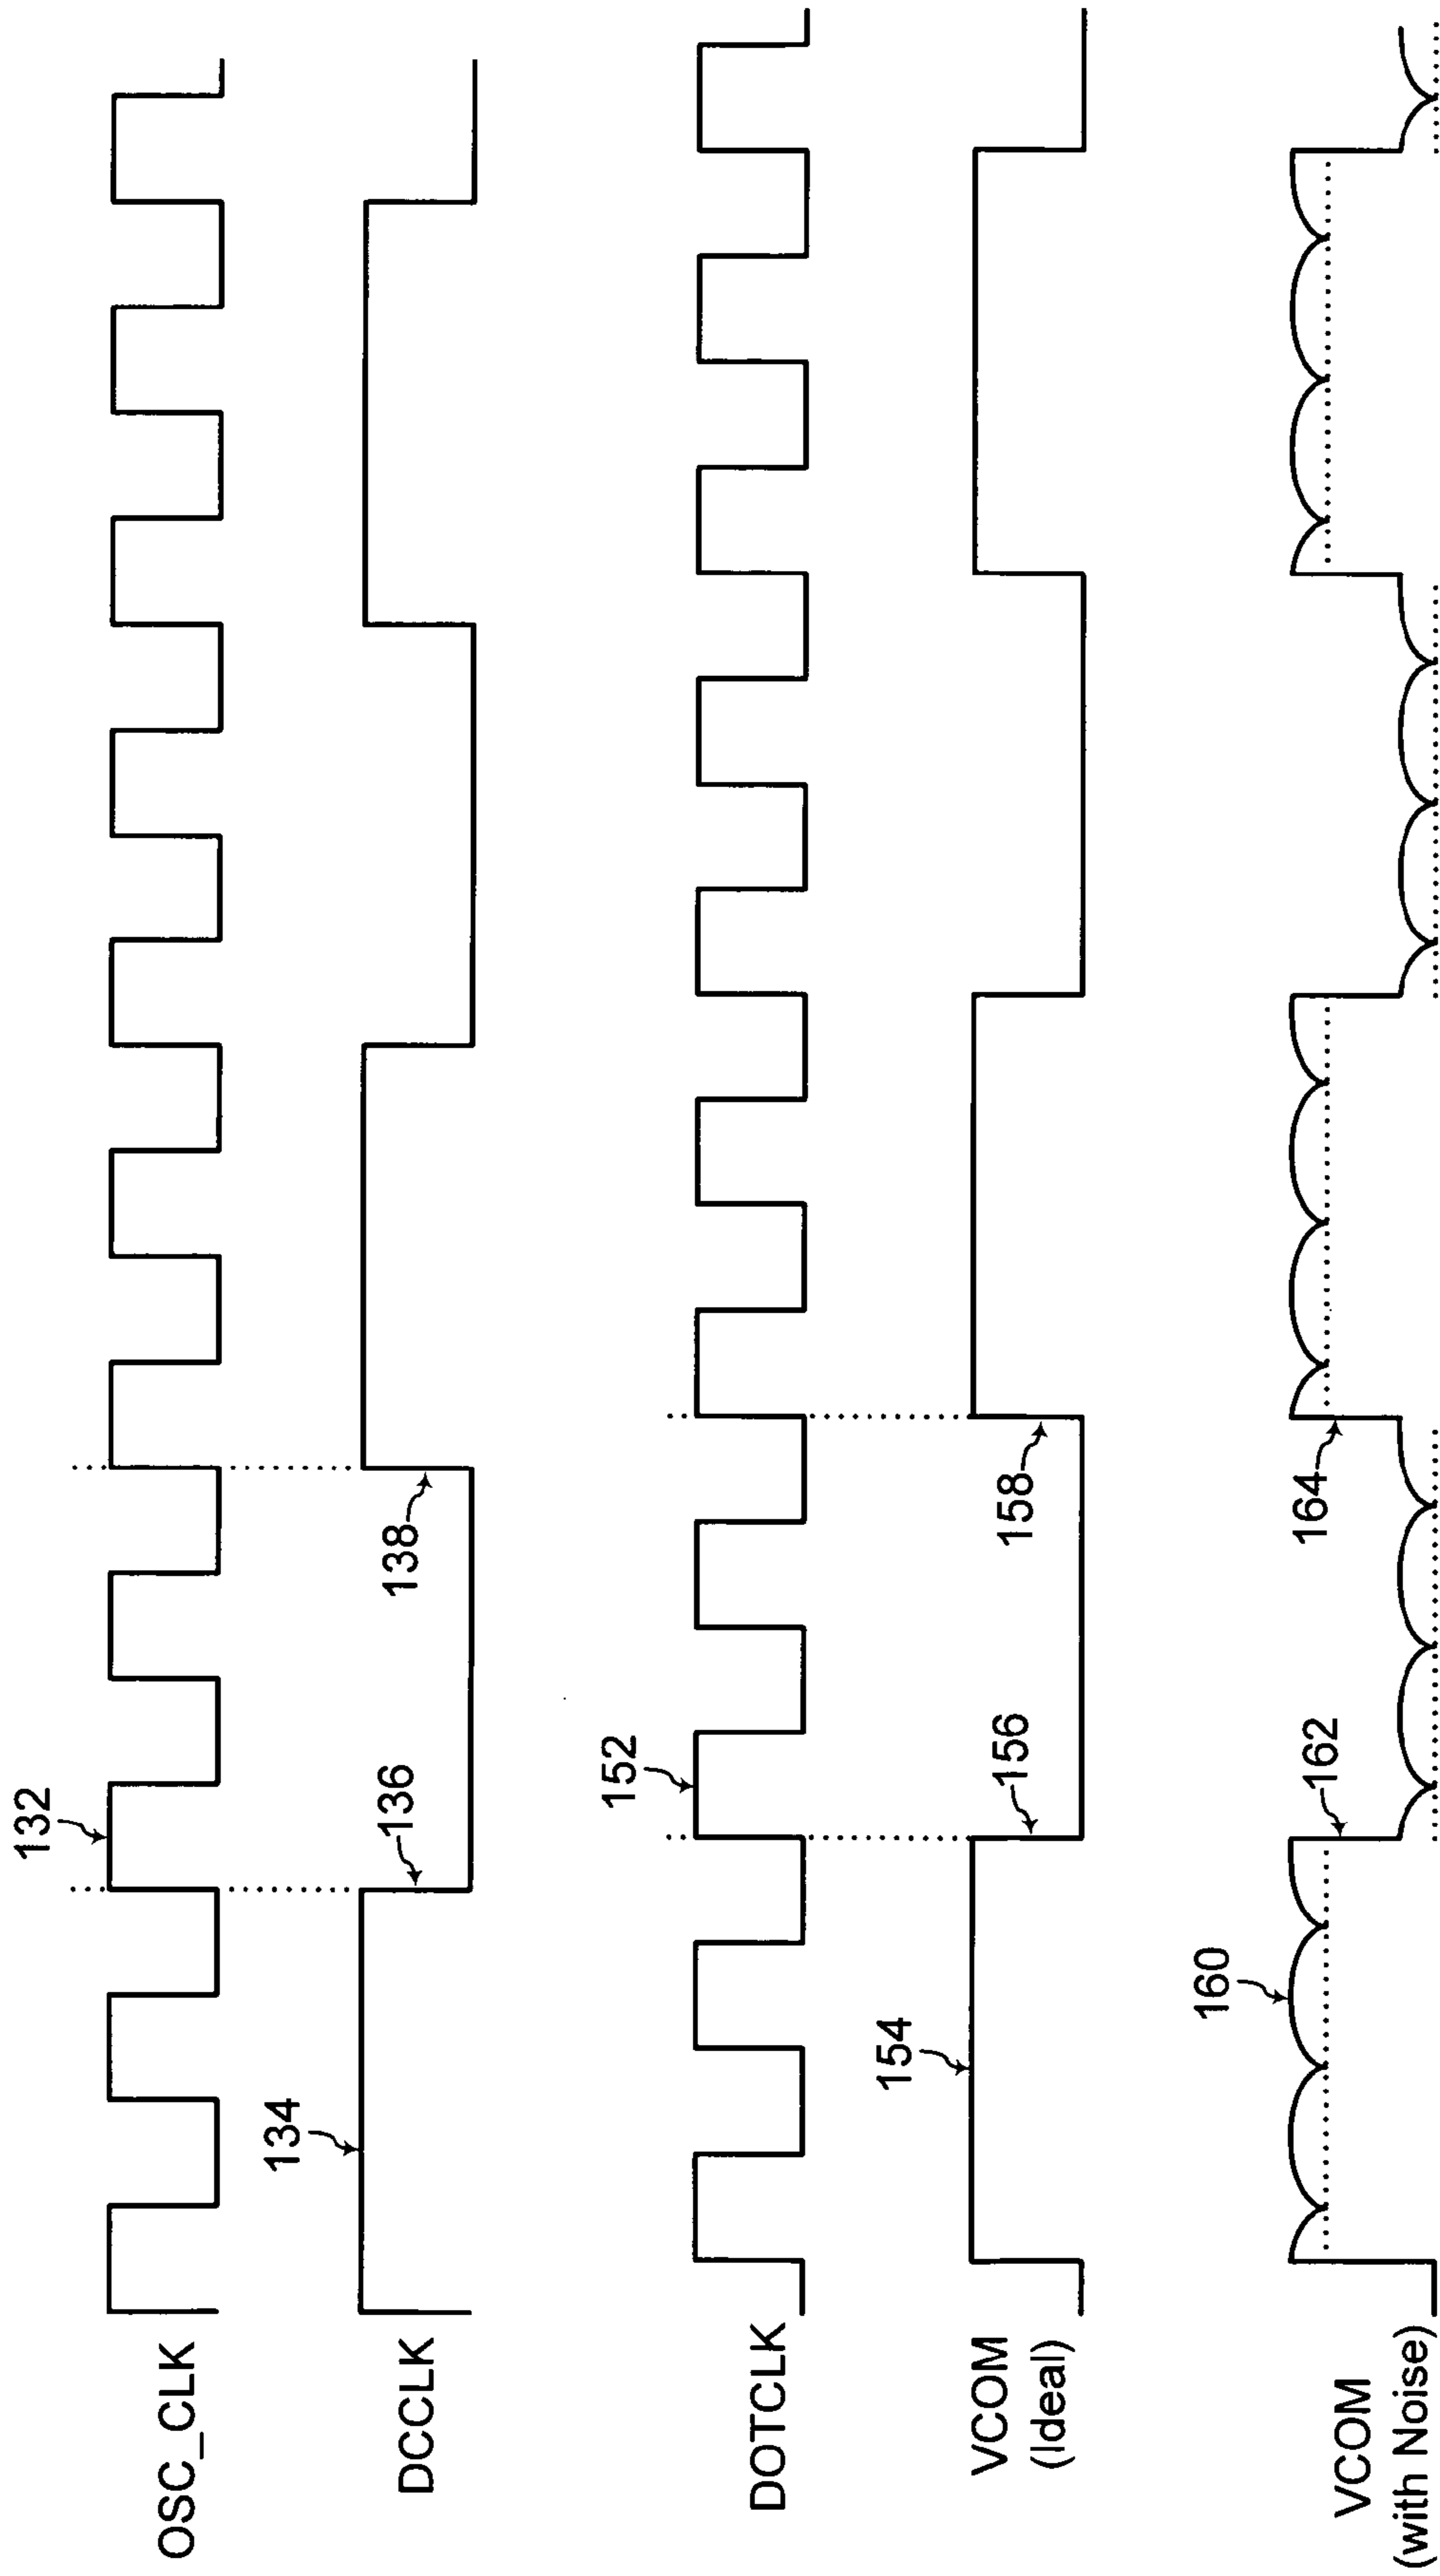 132
OSC_CLK
134
136
138
DCCLK
152
DOTCLK
154
156
158
VCOM
(Ideal)
160
162
164
VCOM
(with Noise)